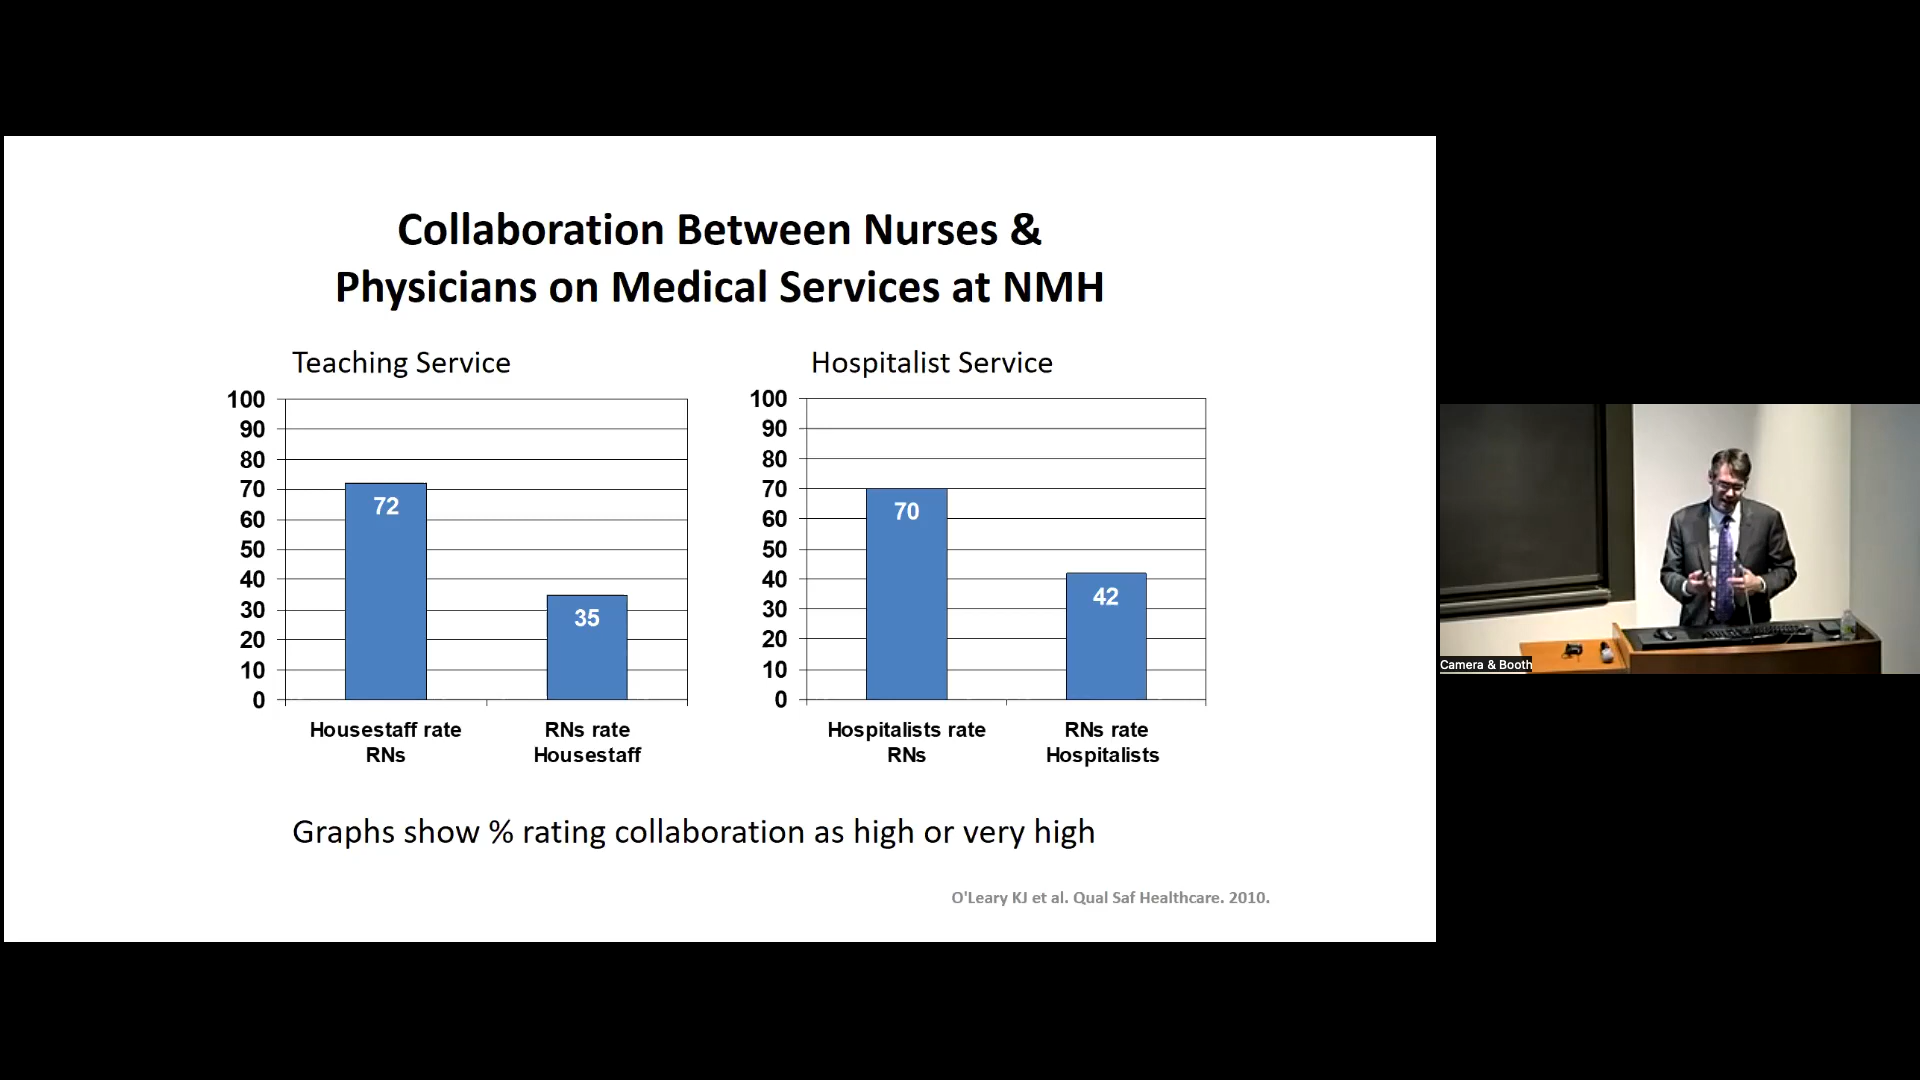 Collaboration Between Nurses &
Physicians on Medical Services at NMH
Teaching Service
100
90
80
70
60
50
40
30
20
10
0
72
35
Housestaff rate
RNs
RNs rate
Housestaff
Hospitalist Service
100
90
80
70
60
50
40
30
20
10
0
70
42
Hospitalists rate
RNs
RNs rate
Hospitalists
Graphs show % rating collaboration as high or very high
O'Leary KJ et al. Qual Saf Healthcare. 2010.
Camera & Booth